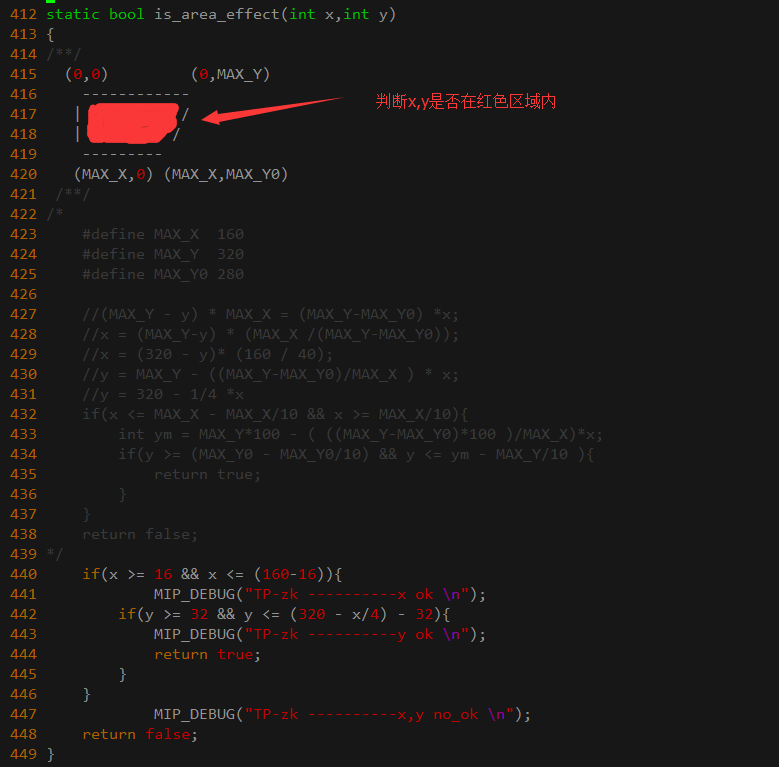 412 static bool is_area_effect(int x,int y)
413 {
414 /**/
415   (0,0)         (0,MAX_Y)
判断x,y是否在红色区域内
416     ------------
417    |            /
418    |           /
419     ---------
420    (MAX_X,0) (MAX_X,MAX_Y0)
421  /**/
422 /*
423     #define MAX_X  160
424     #define MAX_Y  320
425     #define MAX_Y0 280
426
427     //(MAX_Y - y) * MAX_X = (MAX_Y-MAX_Y0) *x;
428     //x = (MAX_Y-y) * (MAX_X /(MAX_Y-MAX_Y0));
429     //x = (320 - y)* (160 / 40);
430     //y = MAX_Y - ((MAX_Y-MAX_Y0)/MAX_X ) * x;
431     //y = 320 - 1/4 *x
432     if(x <= MAX_X - MAX_X/10 && x >= MAX_X/10){
433         int ym = MAX_Y*100 - ( ((MAX_Y-MAX_Y0)*100 )/MAX_X)*x;
434         if(y >= (MAX_Y0 - MAX_Y0/10) && y <= ym - MAX_Y/10 ){
435             return true;
436         }
437     }
438     return false;
439 */
440     if(x >= 16 && x <= (160-16)){
441             MIP_DEBUG("TP-zk ----------x ok \n");
442         if(y >= 32 && y <= (320 - x/4) - 32){
443             MIP_DEBUG("TP-zk ----------y ok \n");
444             return true;
445         }
446     }
447             MIP_DEBUG("TP-zk ----------x,y no_ok \n");
448     return false;
449 }